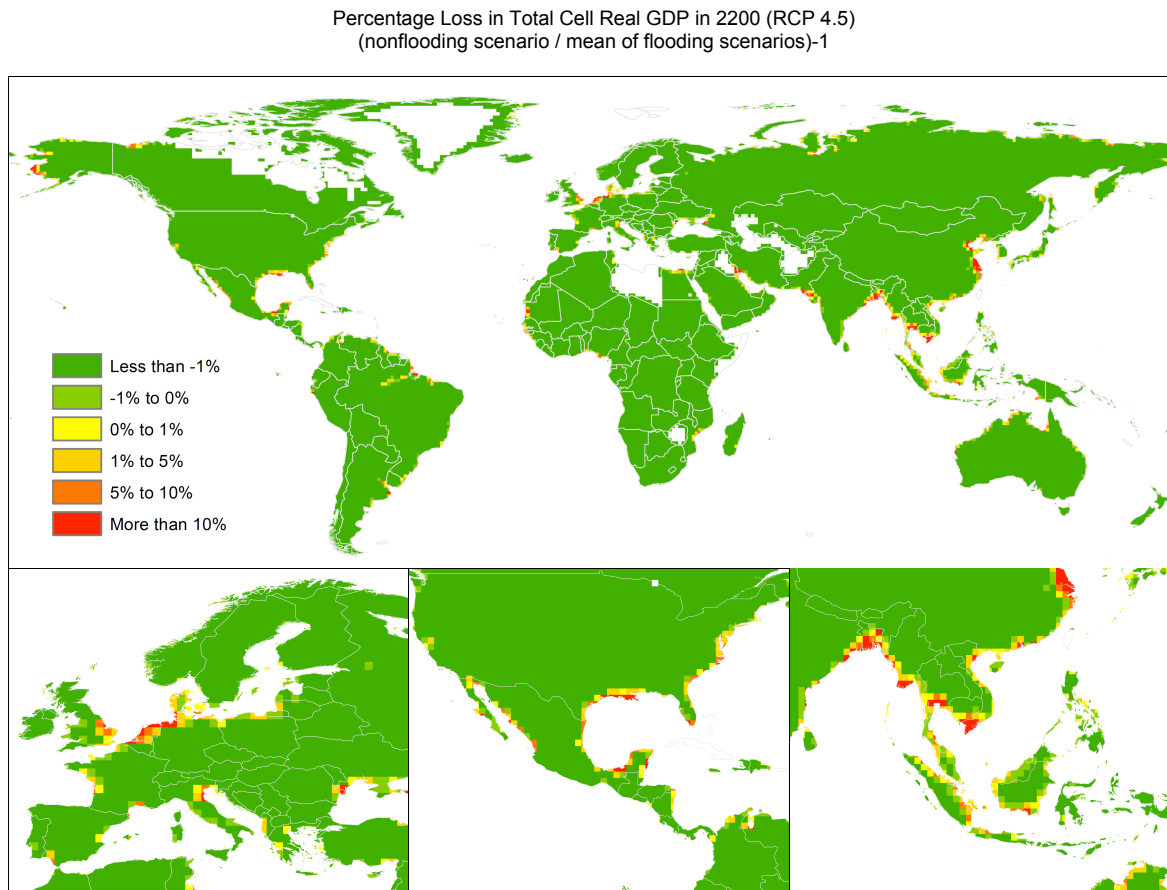 Percentage Loss in Total Cell Real GDP in 2200 (RCP 4.5)
(nonflooding scenario / mean of flooding scenarios)-1
Less than -1%
-1% to 0%
0% to 1%
1% to 5%
5% to 10%
More than 10%